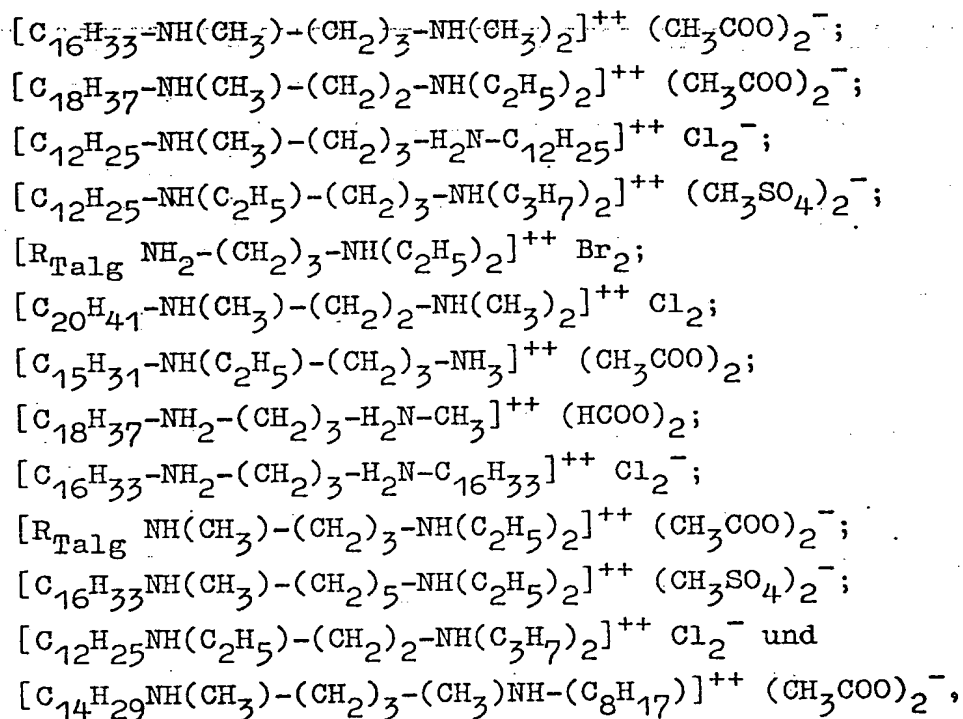 [C₁₆H₃₃-NH(CH₃)-(CH₂)₃-NH(CH₃)₂]⁺⁺ (CH₃COO)₂⁻;
[C₁₈H₃₇-NH(CH₃)-(CH₂)₂-NH(C₂H₅)₂]⁺⁺ (CH₃COO)₂⁻;
[C₁₂H₂₅-NH(CH₃)-(CH₂)₃-H₂N-C₁₂H₂₅]⁺⁺ Cl₂⁻;
[C₁₂H₂₅-NH(C₂H₅)-(CH₂)₃-NH(C₃H₇)₂]⁺⁺ (CH₃SO₄)₂⁻;
[R_Talg NH₂-(CH₂)₃-NH(C₂H₅)₂]⁺⁺ Br₂;
[C₂₀H₄₁-NH(CH₃)-(CH₂)₂-NH(CH₃)₂]⁺⁺ Cl₂;
[C₁₅H₃₁-NH(C₂H₅)-(CH₂)₃-NH₃]⁺⁺ (CH₃COO)₂;
[C₁₈H₃₇-NH₂-(CH₂)₃-H₂N-CH₃]⁺⁺ (HCOO)₂;
[C₁₆H₃₃-NH₂-(CH₂)₃-H₂N-C₁₆H₃₃]⁺⁺ Cl₂⁻;
[R_Talg NH(CH₃)-(CH₂)₃-NH(C₂H₅)₂]⁺⁺ (CH₃COO)₂⁻;
[C₁₆H₃₃NH(CH₃)-(CH₂)₅-NH(C₂H₅)₂]⁺⁺ (CH₃SO₄)₂⁻;
[C₁₂H₂₅NH(C₂H₅)-(CH₂)₂-NH(C₃H₇)₂]⁺⁺ Cl₂⁻ und
[C₁₄H₂₉NH(CH₃)-(CH₂)₃-(CH₃)NH-(C₈H₁₇)]⁺⁺ (CH₃COO)₂⁻,